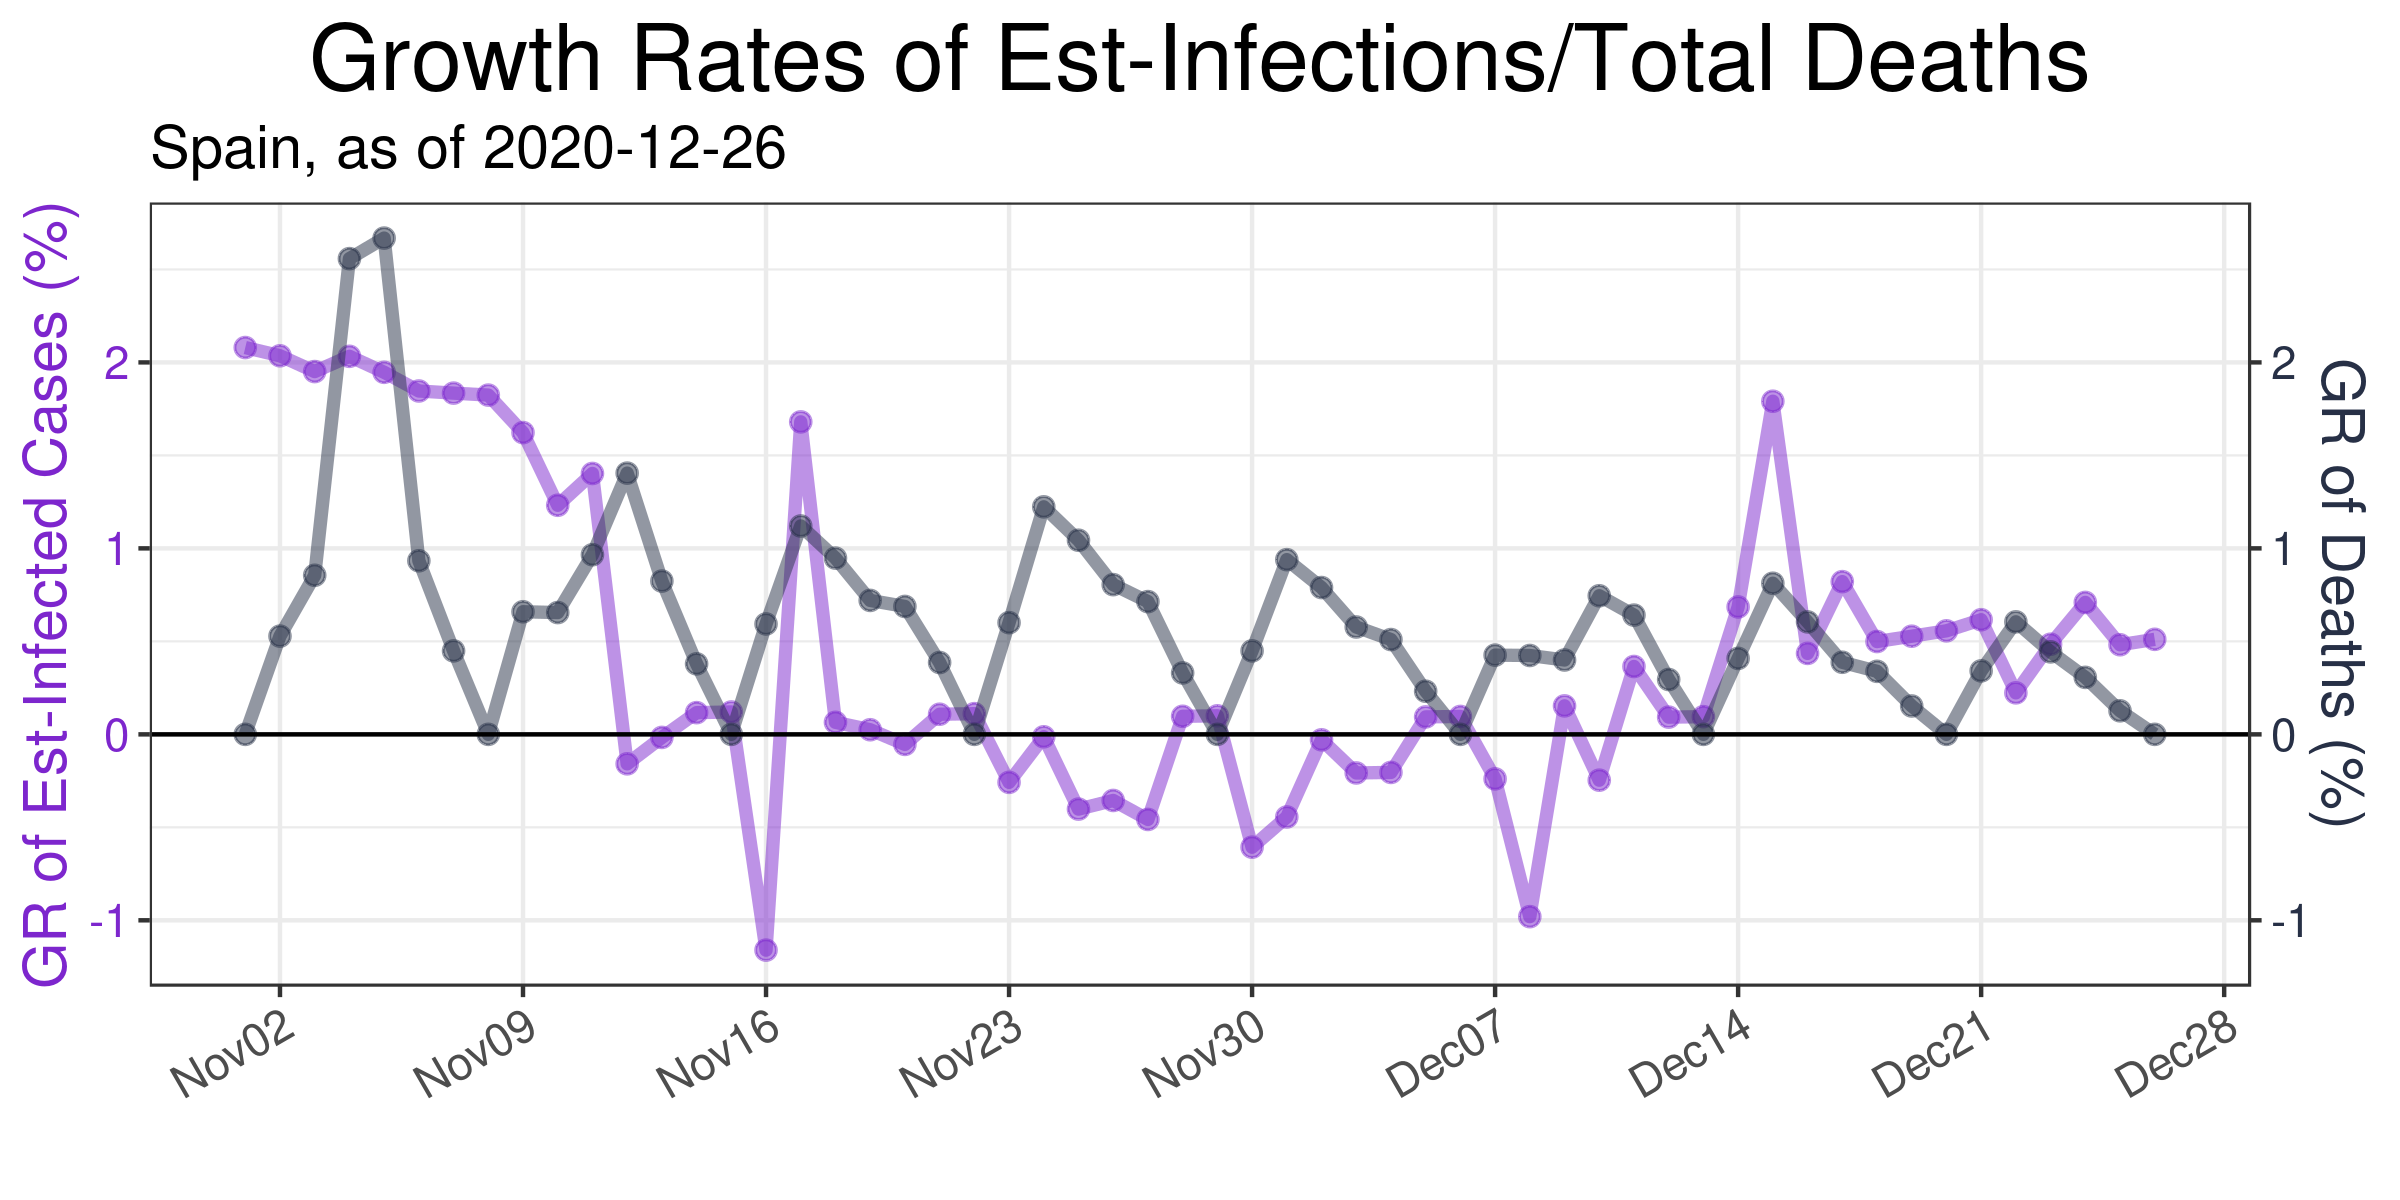 Growth Rates of Est-Infections/Total Deaths
Spain, as of 2020-12-26
GR of Est-Infected Cases (%)
2
1
0
-1
2
1
0
-1
GR of Deaths (%)
Nov02
Nov09
Nov16
Nov23
Nov30
Dec07
Dec14
Dec21
Dec28